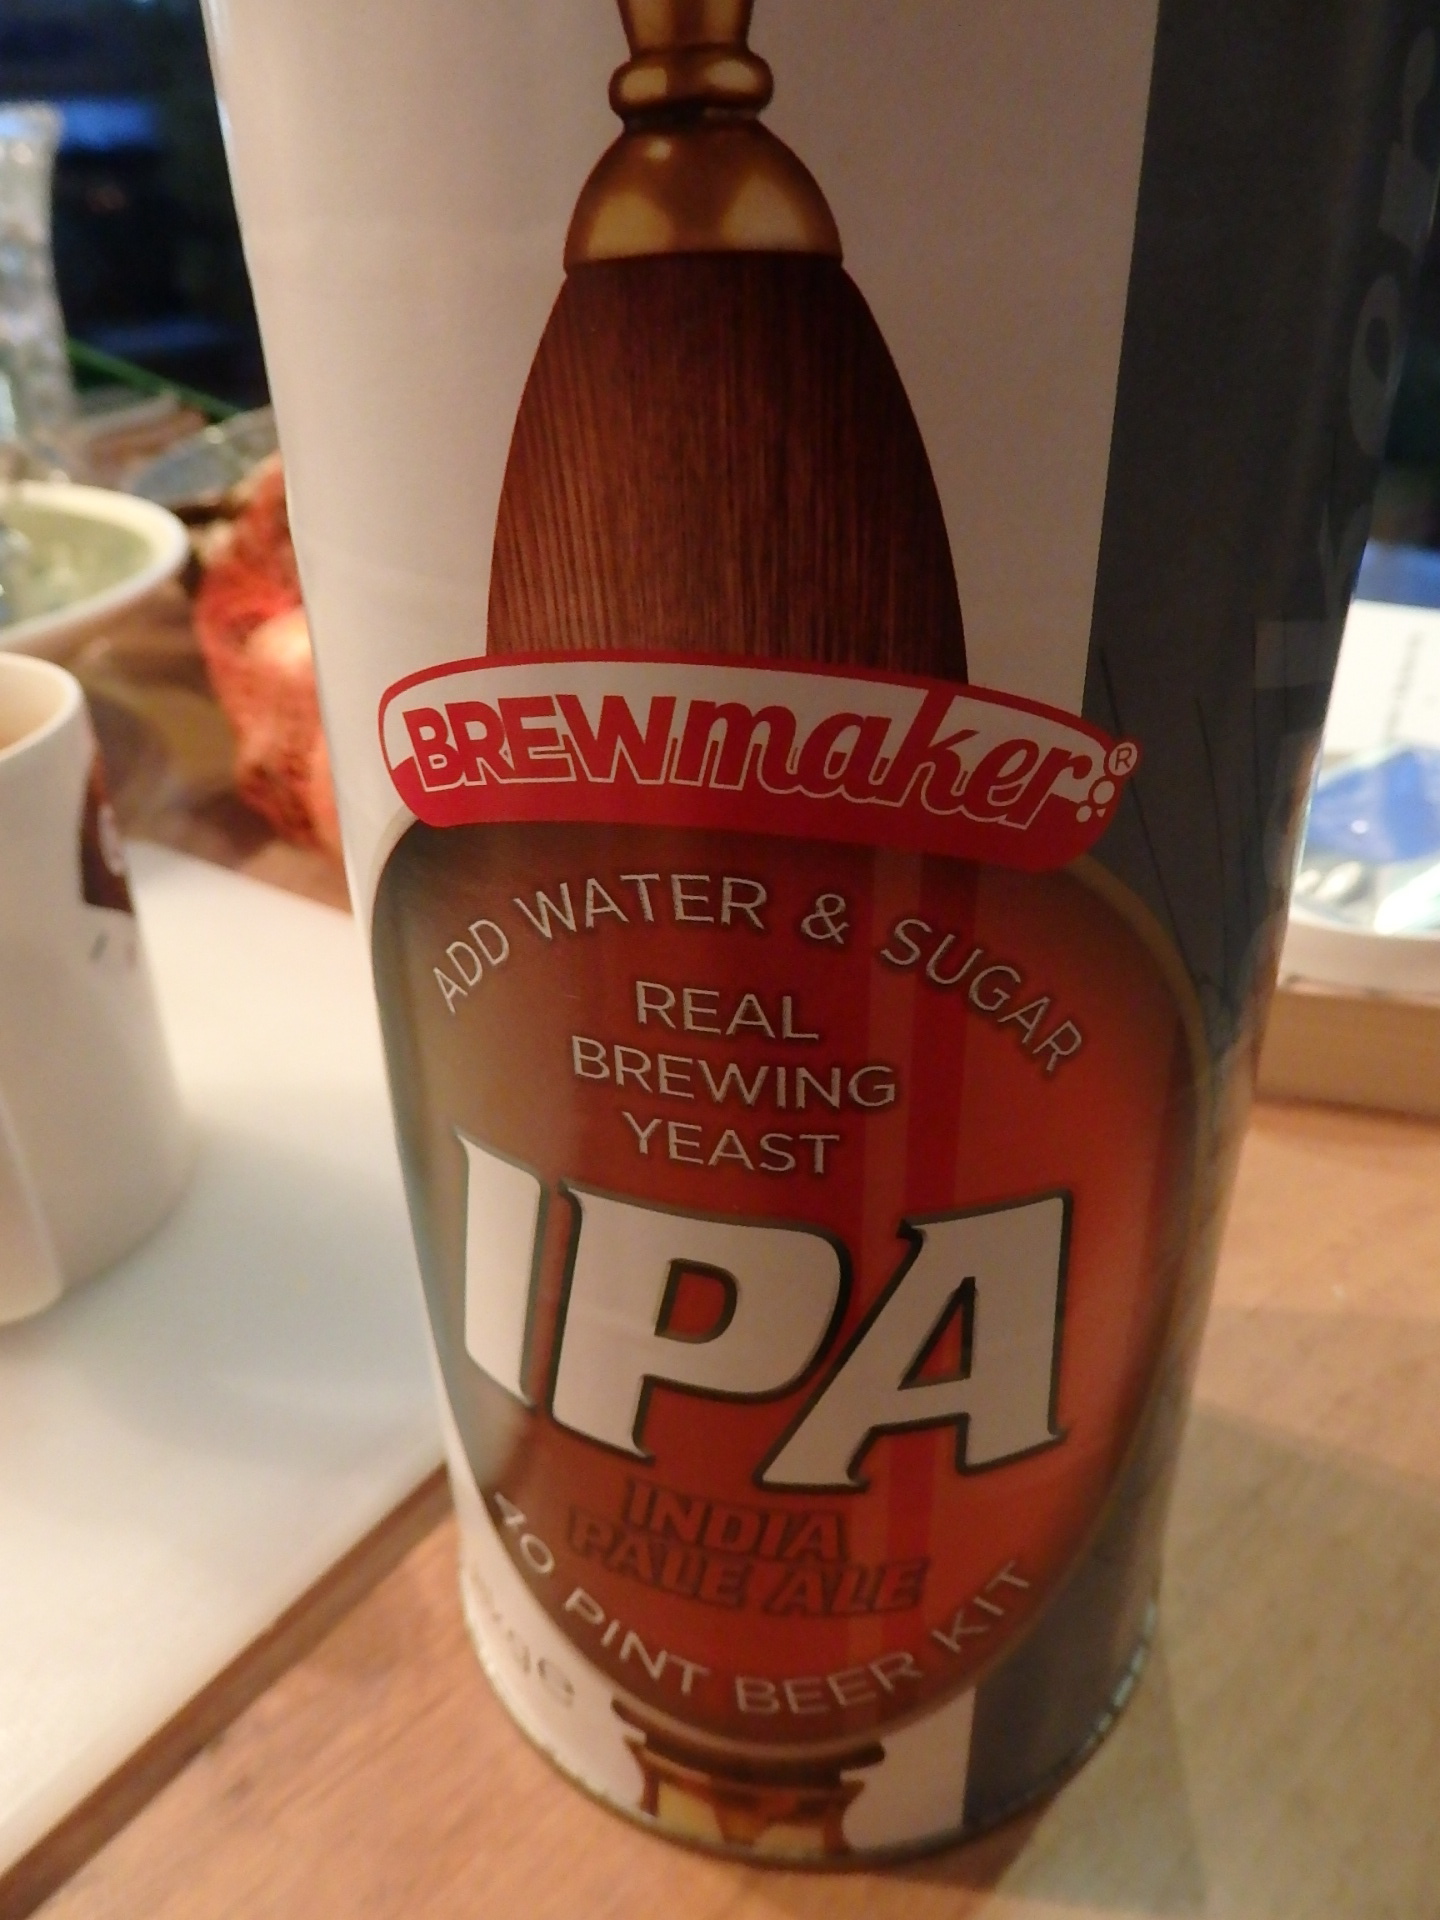 BREWmaker®
ADD WATER & SUGAR
REAL
BREWING
YEAST
IPA
INDIA
PALE ALE
40 PINT BEER KIT